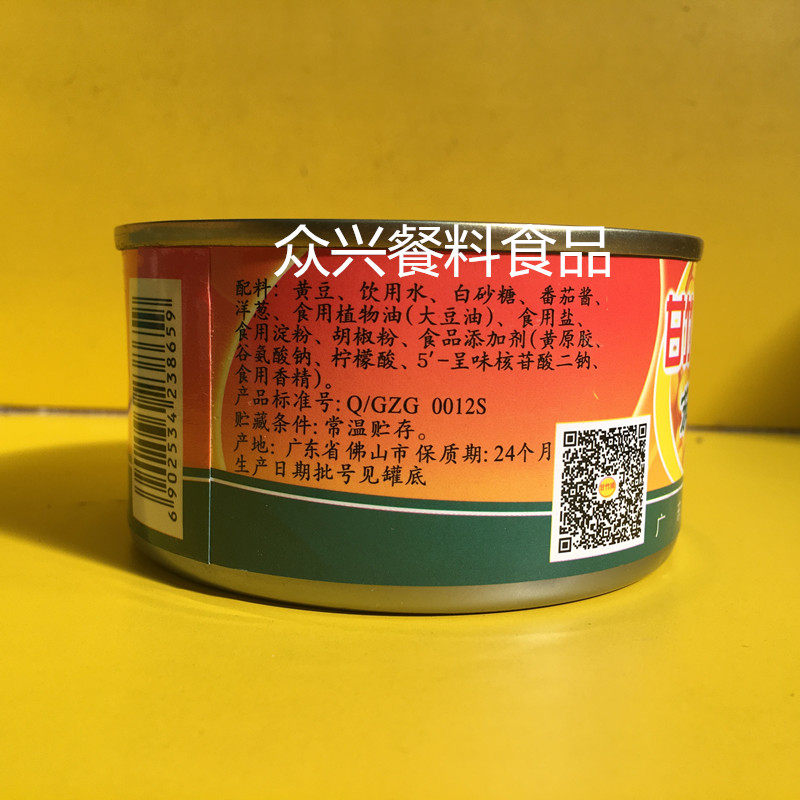 众兴餐料食品
配料: 黄豆、饮用水、白砂糖、番茄酱、
洋葱、食用植物油(大豆油)、食用盐、
食用淀粉、胡椒粉、食品添加剂(黄原胶、
谷氨酸钠、柠檬酸、5'-呈味核苷酸二钠、
食用香精)。
产品标准号: Q/GZG 0012S
贮藏条件: 常温贮存。
产地: 广东省佛山市 保质期: 24个月
生产日期批号见罐底
6902534238659
甘
广